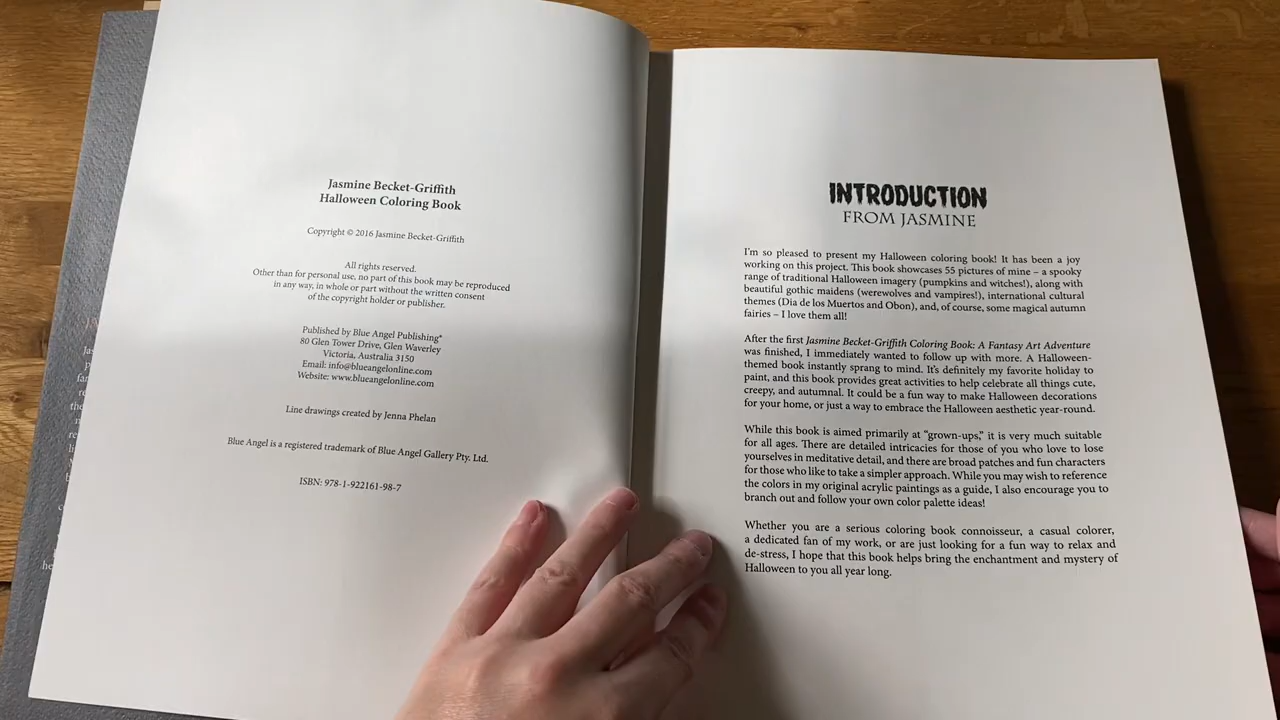 Jasmine Becket-Griffith
Halloween Coloring Book
Copyright © 2016 Jasmine Becket-Griffith
All rights reserved.
Other than for personal use, no part of this book may be reproduced
in any way, in whole or part without the written consent
of the copyright holder or publisher.
Published by Blue Angel Publishing®
80 Glen Tower Drive, Glen Waverley
Victoria, Australia 3150
Email: info@blueangelonline.com
Website: www.blueangelonline.com
Line drawings created by Jenna Phelan
Blue Angel is a registered trademark of Blue Angel Gallery Pty. Ltd.
ISBN: 978-1-922161-98-7
INTRODUCTION
FROM JASMINE
I'm so pleased to present my Halloween coloring book! It has been a joy
working on this project. This book showcases 55 pictures of mine – a spooky
range of traditional Halloween imagery (pumpkins and witches!), along with
beautiful gothic maidens (werewolves and vampires!), international cultural
themes (Dia de los Muertos and Obon), and, of course, some magical autumn
fairies – I love them all!
After the first Jasmine Becket-Griffith Coloring Book: A Fantasy Art Adventure
was finished, I immediately wanted to follow up with more. A Halloween-
themed book instantly sprang to mind. It's definitely my favorite holiday to
paint, and this book provides great activities to help celebrate all things cute,
creepy, and autumnal. It could be a fun way to make Halloween decorations
for your home, or just a way to embrace the Halloween aesthetic year-round.
While this book is aimed primarily at "grown-ups," it is very much suitable
for all ages. There are detailed intricacies for those of you who love to lose
yourselves in meditative detail, and there are broad patches and fun characters
for those who like to take a simpler approach. While you may wish to reference
the colors in my original acrylic paintings as a guide, I also encourage you to
branch out and follow your own color palette ideas!
Whether you are a serious coloring book connoisseur, a casual colorer,
a dedicated fan of my work, or are just looking for a fun way to relax and
de-stress, I hope that this book helps bring the enchantment and mystery of
Halloween to you all year long.